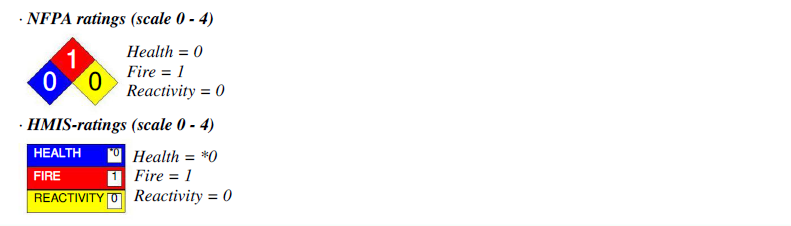 · NFPA ratings (scale 0 - 4)
1
0 0
Health = 0
Fire = 1
Reactivity = 0
· HMIS-ratings (scale 0 - 4)
HEALTH *0 Health = *0
FIRE 1 Fire = 1
REACTIVITY 0 Reactivity = 0